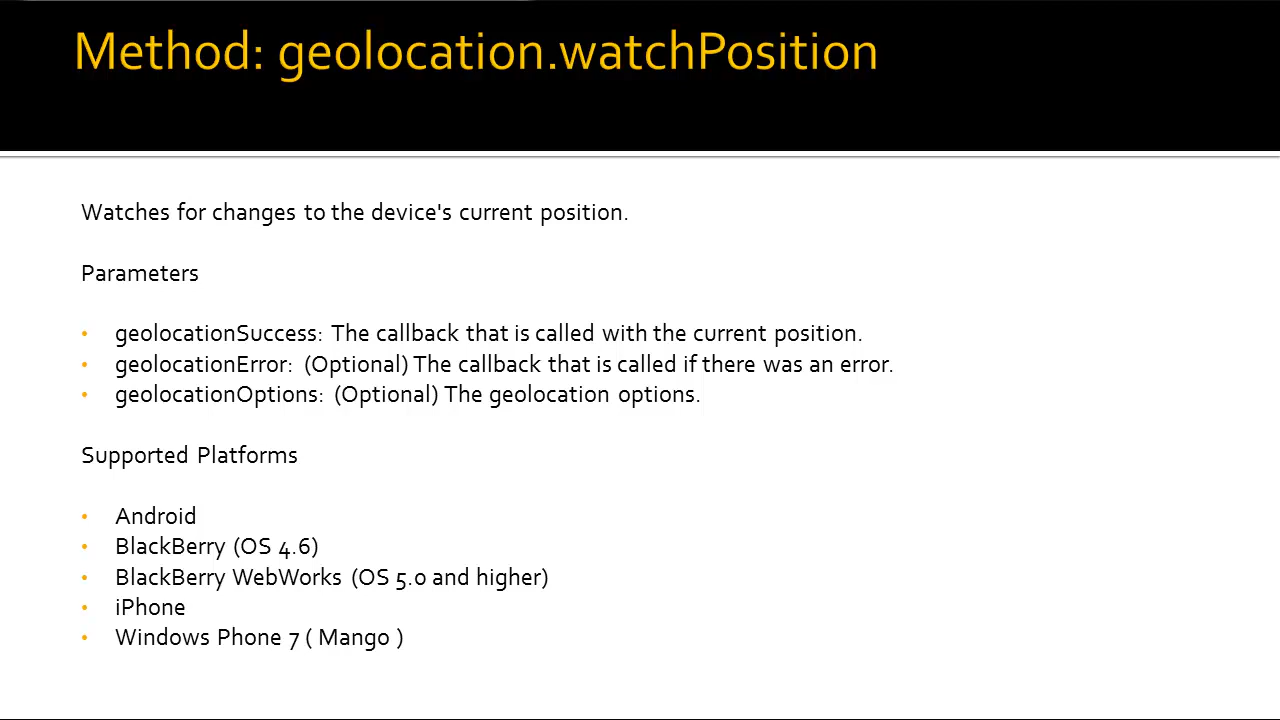 Method: geolocation.watchPosition
Watches for changes to the device's current position.
Parameters
• geolocationSuccess: The callback that is called with the current position.
• geolocationError: (Optional) The callback that is called if there was an error.
• geolocationOptions: (Optional) The geolocation options.
Supported Platforms
• Android
• BlackBerry (OS 4.6)
• BlackBerry WebWorks (OS 5.0 and higher)
• iPhone
• Windows Phone 7 ( Mango )